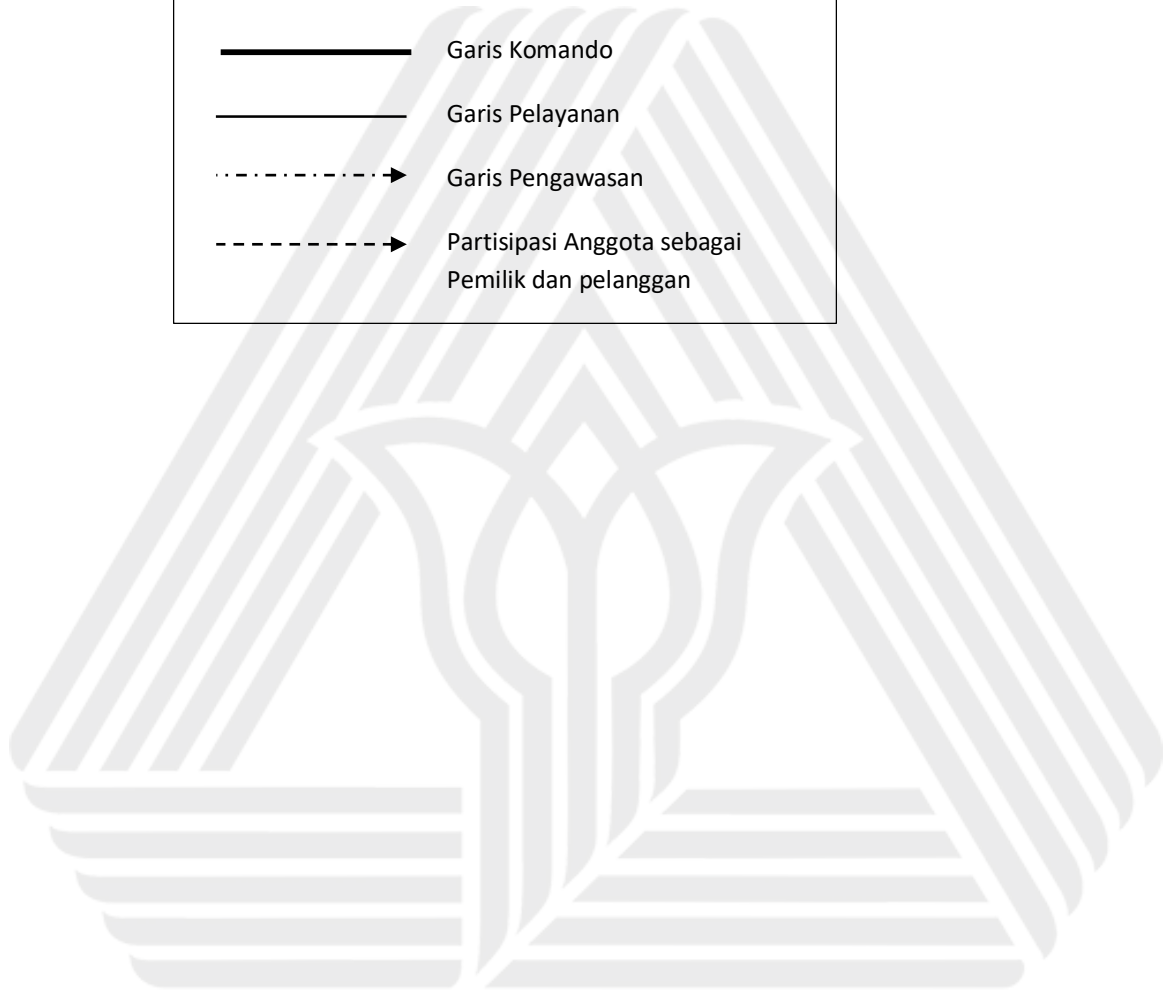 Garis Komando
Garis Pelayanan
Garis Pengawasan
Partisipasi Anggota sebagai
Pemilik dan pelanggan